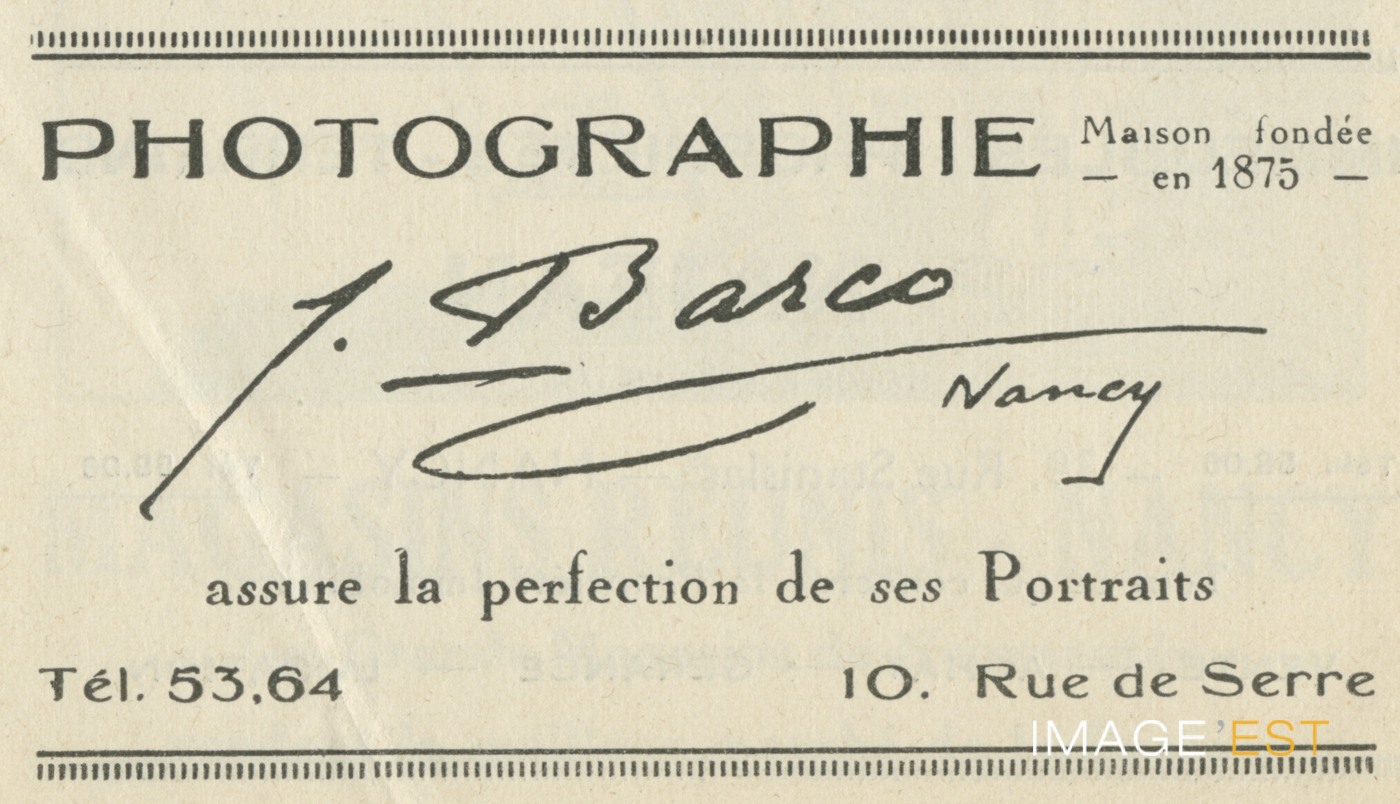 PHOTOGRAPHIE
Maison fondée
— en 1875 —
J. Barco
Nancy
assure la perfection de ses Portraits
Tél. 53,64
10. Rue de Serre
IMAGE'EST